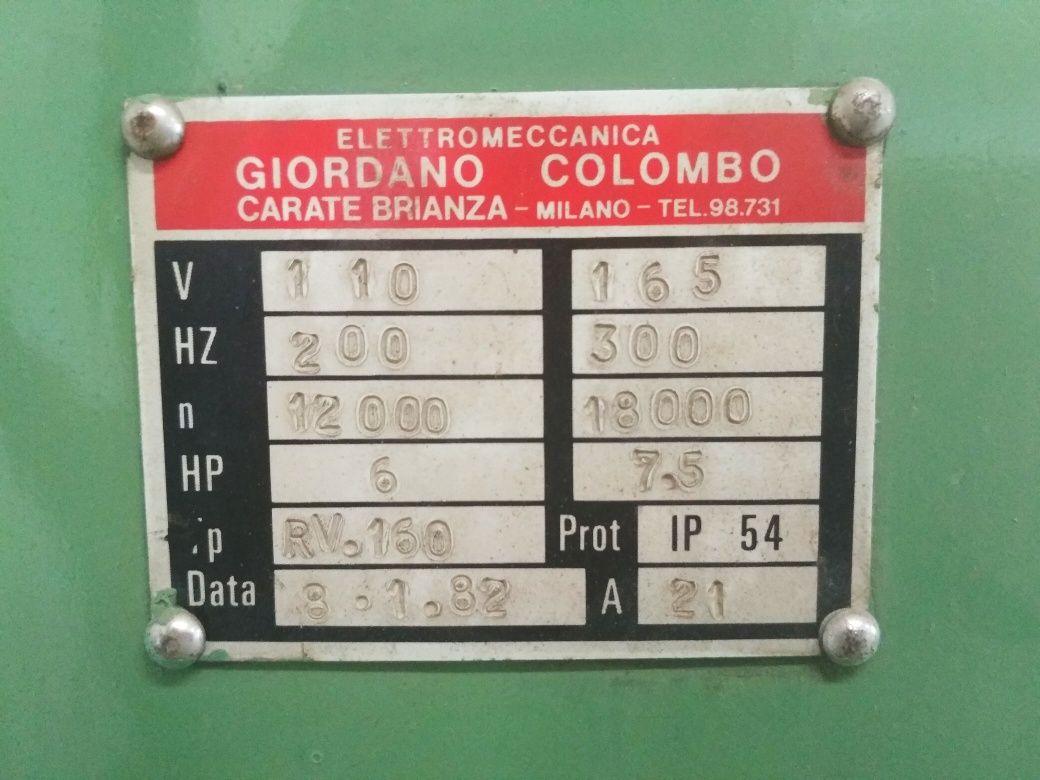 ELETTROMECCANICA
GIORDANO COLOMBO
CARATE BRIANZA - MILANO - TEL.98.731
V 110 165
HZ 200 300
n 12000 18000
HP 6 7.5
p RV.160 Prot IP 54
Data 8.1.82 A 21